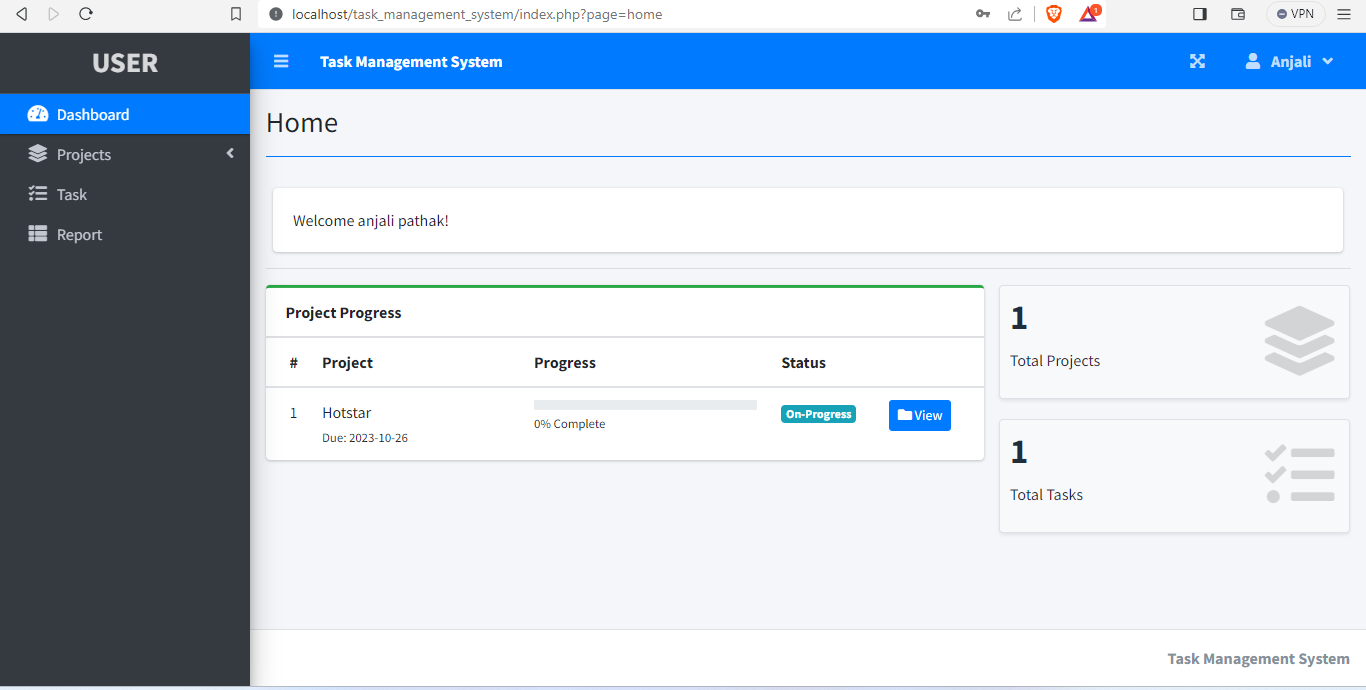 localhost/task_management_system/index.php?page=home
1
VPN
USER
Task Management System
Anjali
Dashboard
Projects
Task
Report
Home
Welcome anjali pathak!
Project Progress
# Project Progress Status
1 Hotstar On-Progress View
0% Complete
Due: 2023-10-26
1
Total Projects
1
Total Tasks
Task Management System